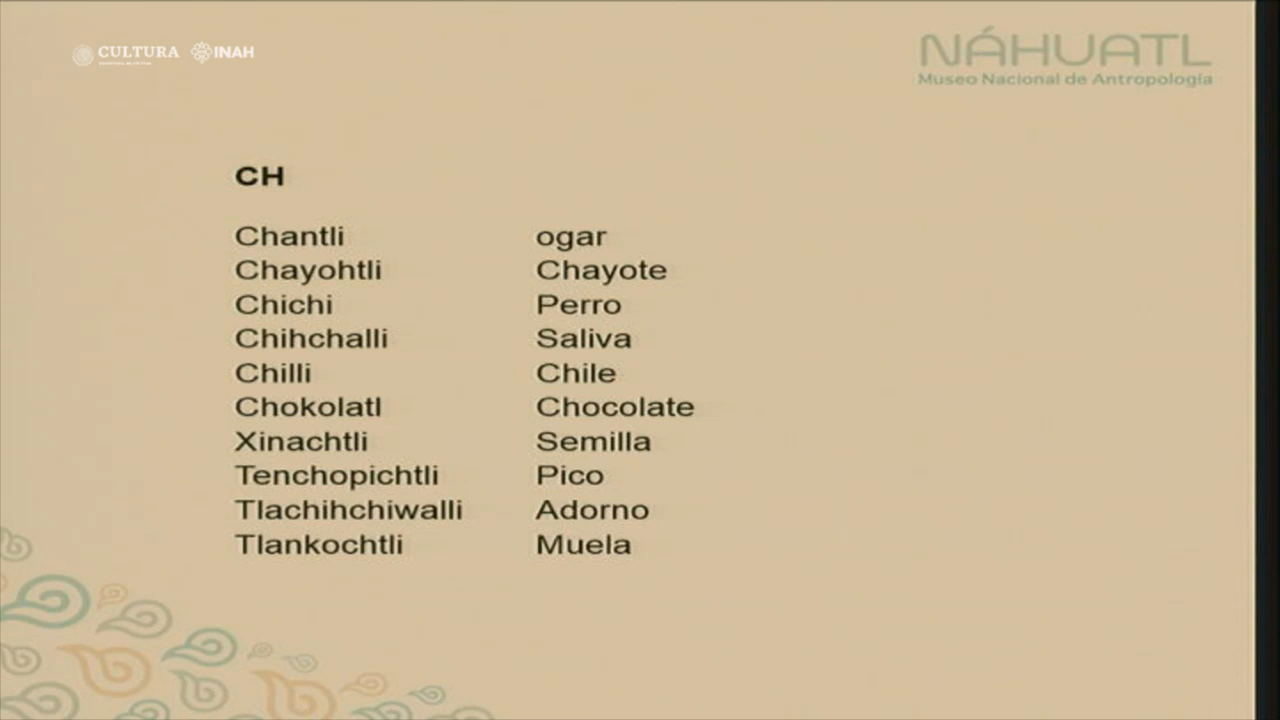 CULTURA INAH
NÁHUATL
Museo Nacional de Antropología
CH
Chantli ogar
Chayohtli Chayote
Chichi Perro
Chihchalli Saliva
Chilli Chile
Chokolatl Chocolate
Xinachtli Semilla
Tenchopichtli Pico
Tlachihchiwalli Adorno
Tlankochtli Muela